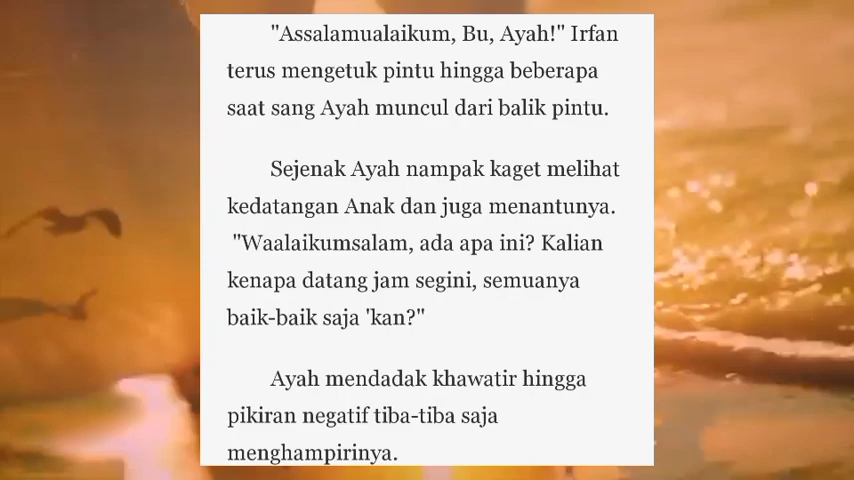 "Assalamualaikum, Bu, Ayah!" Irfan
terus mengetuk pintu hingga beberapa
saat sang Ayah muncul dari balik pintu.
Sejenak Ayah nampak kaget melihat
kedatangan Anak dan juga menantunya.
"Waalaikumsalam, ada apa ini? Kalian
kenapa datang jam segini, semuanya
baik-baik saja 'kan?"
Ayah mendadak khawatir hingga
pikiran negatif tiba-tiba saja
menghampirinya.